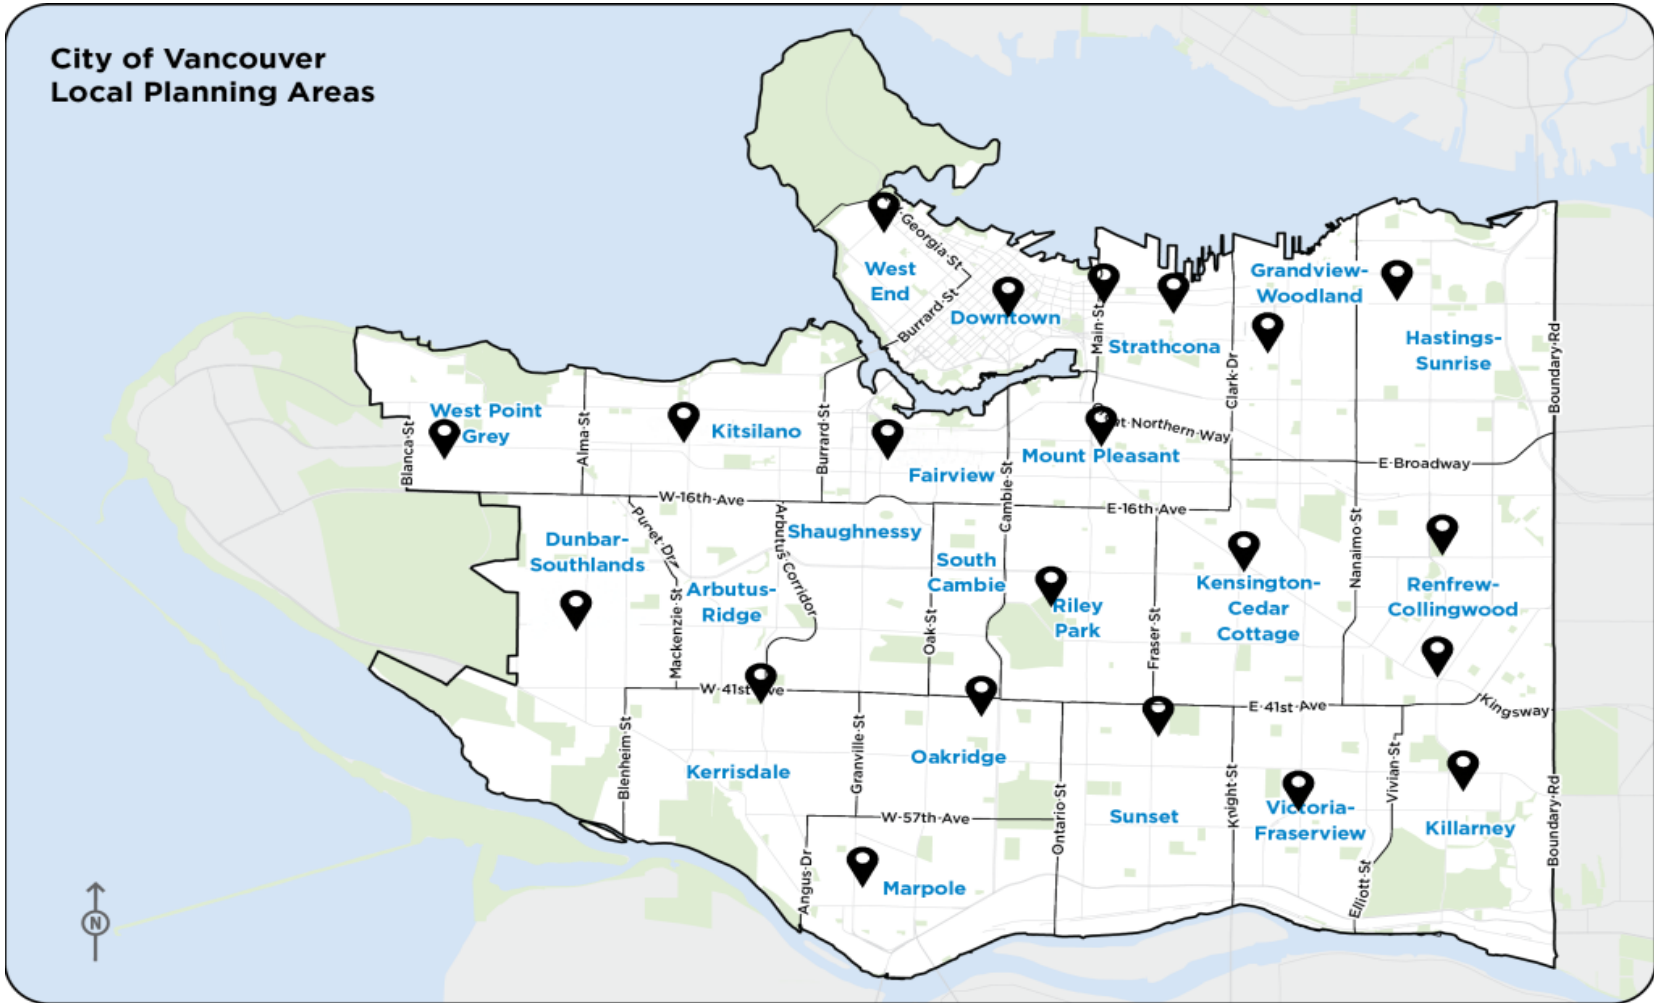 City of Vancouver
Local Planning Areas
Georgia St
West
End
Burrard St
Downtown
Main St
Strathcona
Grandview-
Woodland
Hastings-
Sunrise
Clark Dr
Boundary Rd
West Point
Grey
Blanca St
Alma St
Kitsilano
Burrard St
Fairview
Cambie St
Mount Pleasant
Northern Way
E Broadway
W 16th Ave
E 16th Ave
Dunbar-
Southlands
Puget Dr
Mackenzie St
Arbutus-
Ridge
Arbutus Corridor
Shaughnessy
Oak St
South
Cambie
Riley
Park
Fraser St
Kensington-
Cedar
Cottage
Nanaimo St
Renfrew-
Collingwood
W 41st Ave
E 41st Ave
Kingsway
Blenheim St
Kerrisdale
Granville St
Oakridge
W 57th Ave
Ontario St
Sunset
Knight St
Victoria-
Fraserview
Vivian St
Killarney
Boundary Rd
Angus Dr
Marpole
Elliott St
N